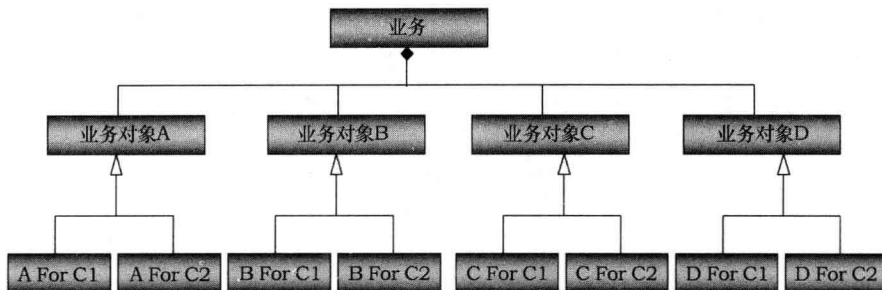 业务
业务对象A
业务对象B
业务对象C
业务对象D
A For C1
A For C2
B For C1
B For C2
C For C1
C For C2
D For C1
D For C2